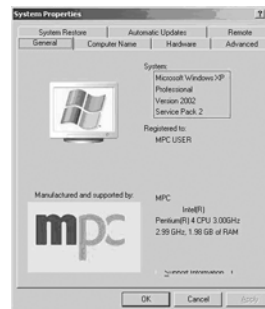 System Properties
System Restore Automatic Updates Remote
General Computer Name Hardware Advanced
System:
Microsoft Windows XP
Professional
Version 2002
Service Pack 2
Registered to:
MPC USER
Manufactured and supported by:
MPC
Intel(R)
Pentium(R) 4 CPU 3.00GHz
2.99 GHz, 1.98 GB of RAM
mpc
Support Information
OK Cancel Apply